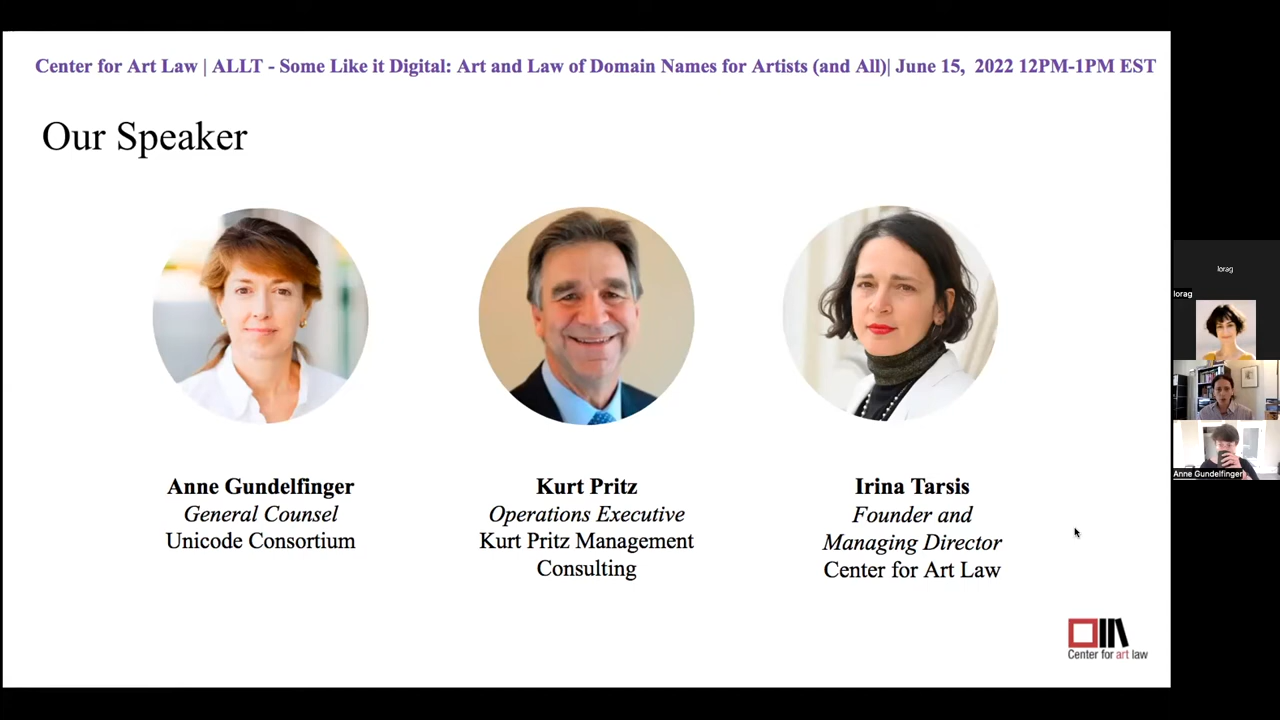 Center for Art Law | ALLT - Some Like it Digital: Art and Law of Domain Names for Artists (and All)| June 15, 2022 12PM-1PM EST
Our Speaker
Anne Gundelfinger
General Counsel
Unicode Consortium
Kurt Pritz
Operations Executive
Kurt Pritz Management
Consulting
Irina Tarsis
Founder and
Managing Director
Center for Art Law
Center for art law
lorag
lorag
Anne Gundelfinger